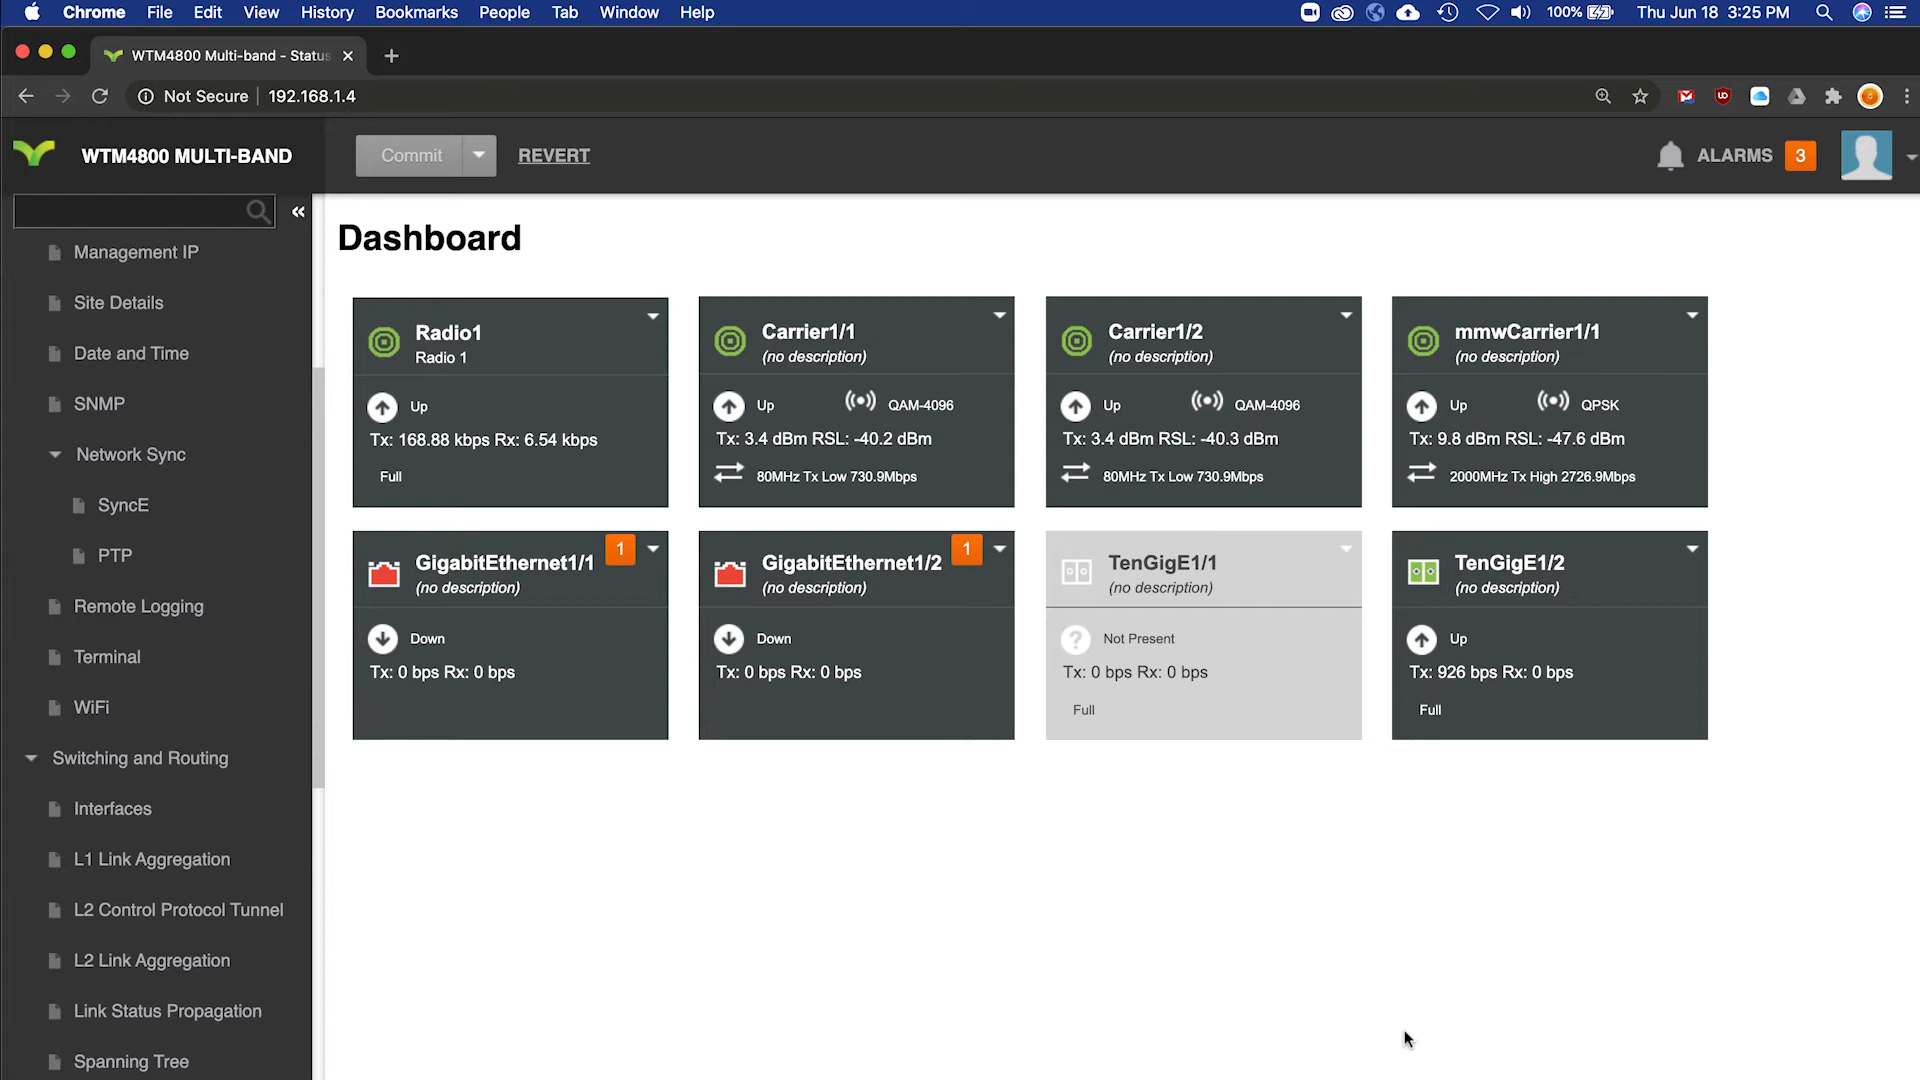 Chrome File Edit View History Bookmarks People Tab Window Help 100% Thu Jun 18 3:25 PM
WTM4800 Multi-band - Status
Not Secure 192.168.1.4
WTM4800 MULTI-BAND Commit REVERT ALARMS 3
Management IP
Site Details
Date and Time
SNMP
Network Sync
SyncE
PTP
Remote Logging
Terminal
WiFi
Switching and Routing
Interfaces
L1 Link Aggregation
L2 Control Protocol Tunnel
L2 Link Aggregation
Link Status Propagation
Spanning Tree
Dashboard
Radio1
Radio 1
Up
Tx: 168.88 kbps Rx: 6.54 kbps
Full
Carrier1/1
(no description)
Up QAM-4096
Tx: 3.4 dBm RSL: -40.2 dBm
80MHz Tx Low 730.9Mbps
Carrier1/2
(no description)
Up QAM-4096
Tx: 3.4 dBm RSL: -40.3 dBm
80MHz Tx Low 730.9Mbps
mmwCarrier1/1
(no description)
Up QPSK
Tx: 9.8 dBm RSL: -47.6 dBm
2000MHz Tx High 2726.9Mbps
GigabitEthernet1/1 1
(no description)
Down
Tx: 0 bps Rx: 0 bps
GigabitEthernet1/2 1
(no description)
Down
Tx: 0 bps Rx: 0 bps
TenGigE1/1
(no description)
? Not Present
Tx: 0 bps Rx: 0 bps
Full
TenGigE1/2
(no description)
Up
Tx: 926 bps Rx: 0 bps
Full